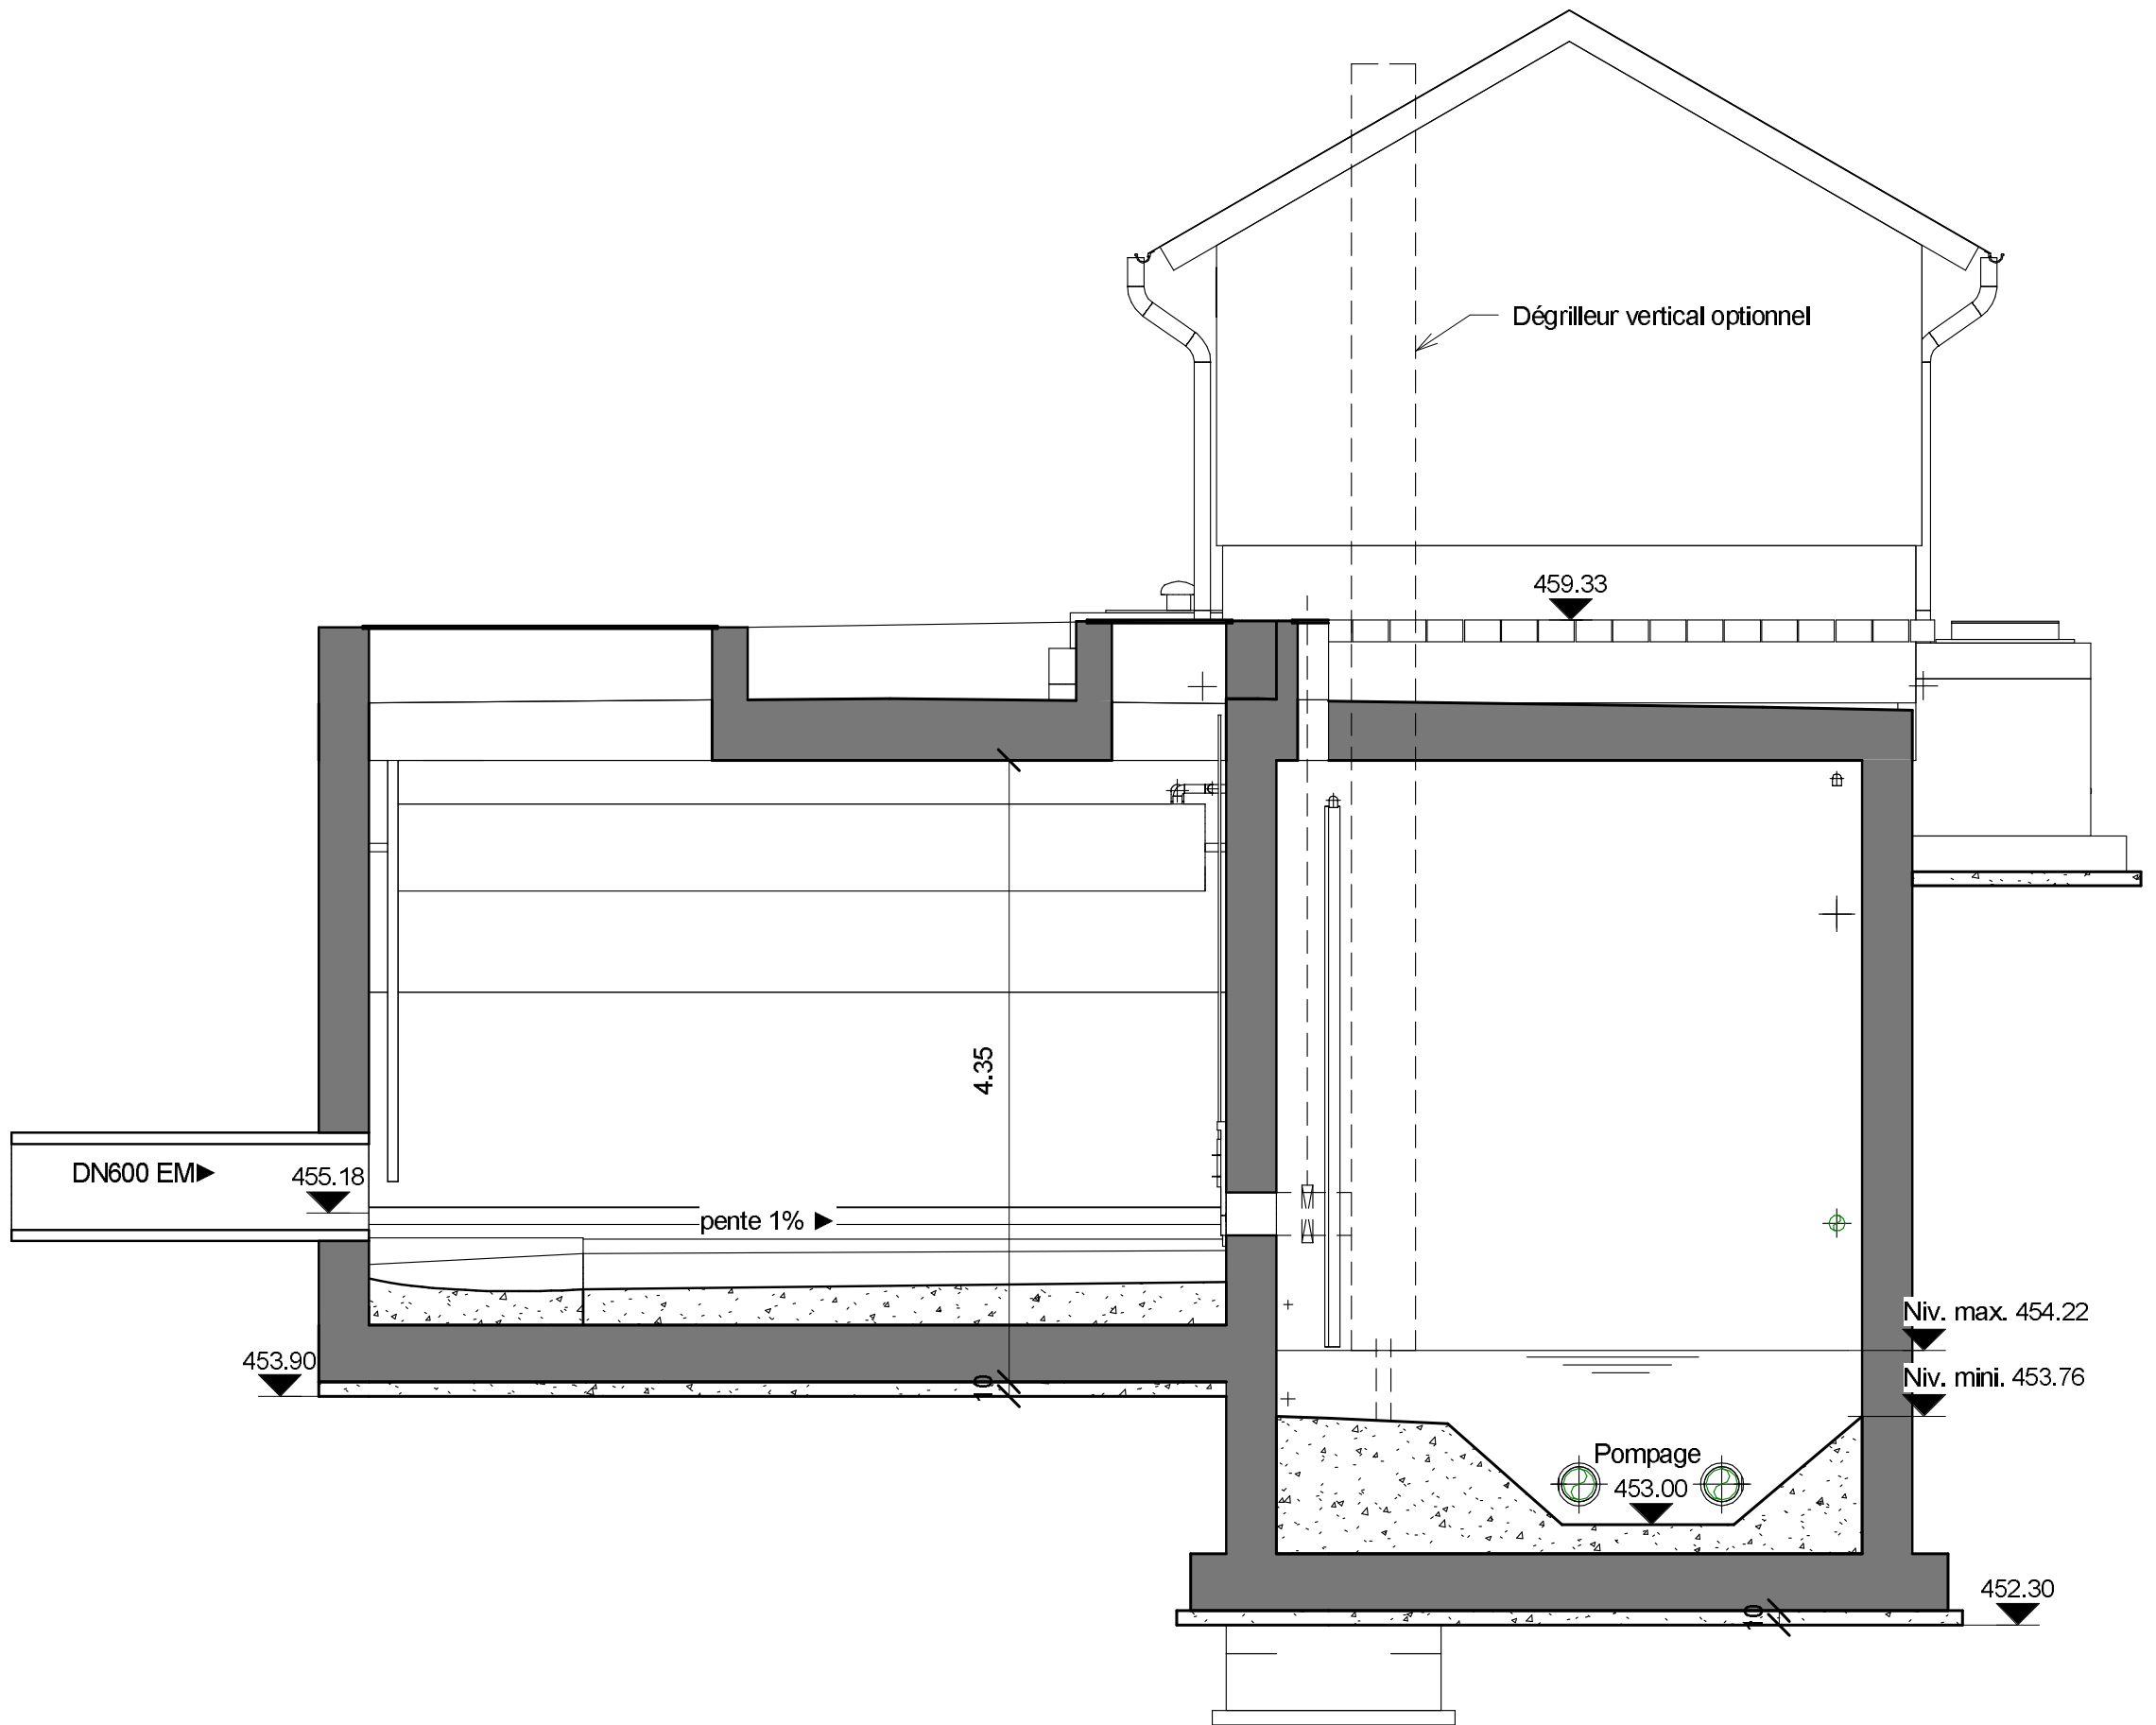 Dégrilleur vertical optionnel
459.33
4.35
DN600 EM
455.18
pente 1%
Niv. max. 454.22
453.90
10
Niv. mini. 453.76
Pompage
453.00
452.30
10